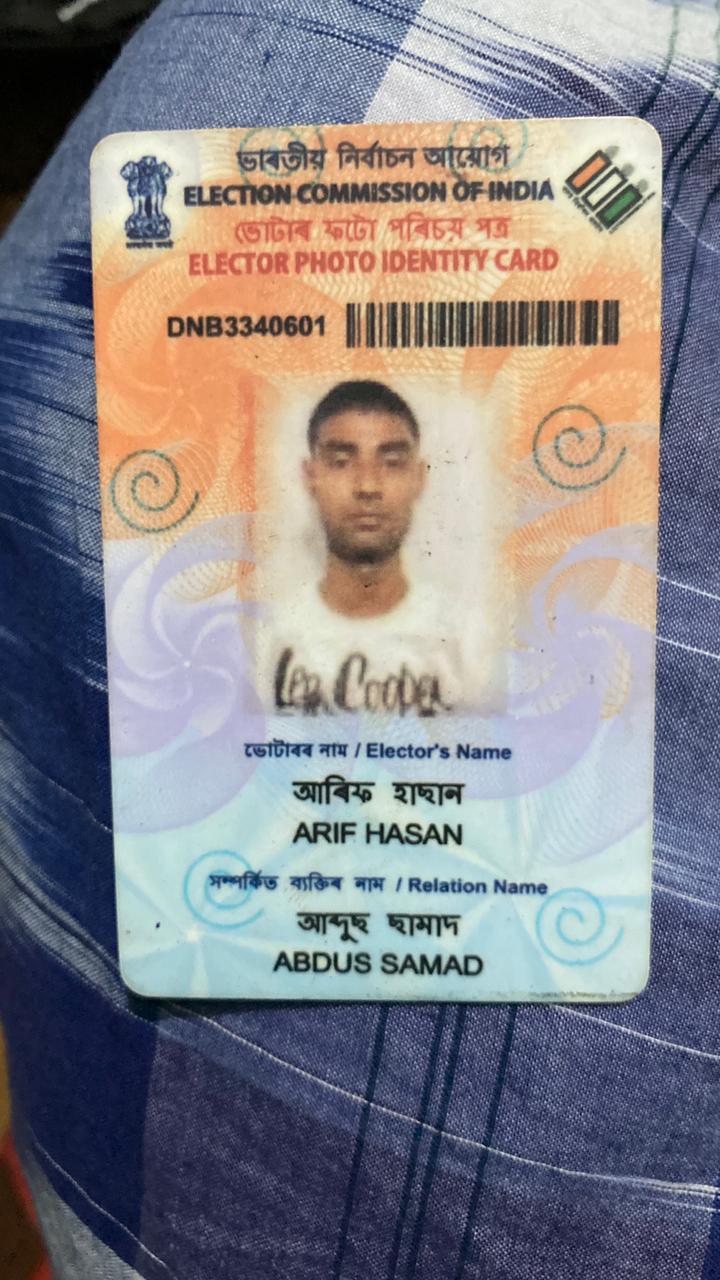 ভাৰতীয় নিৰ্বাচন আয়োগ
ELECTION COMMISSION OF INDIA
ভোটাৰ ফটো পৰিচয় পত্ৰ
ELECTOR PHOTO IDENTITY CARD
DNB3340601
Lee Cooper
ভোটাৰৰ নাম / Elector's Name
আৰিফ হাছান
ARIF HASAN
সম্পৰ্কিত ব্যক্তিৰ নাম / Relation Name
আব্দুছ ছামাদ
ABDUS SAMAD